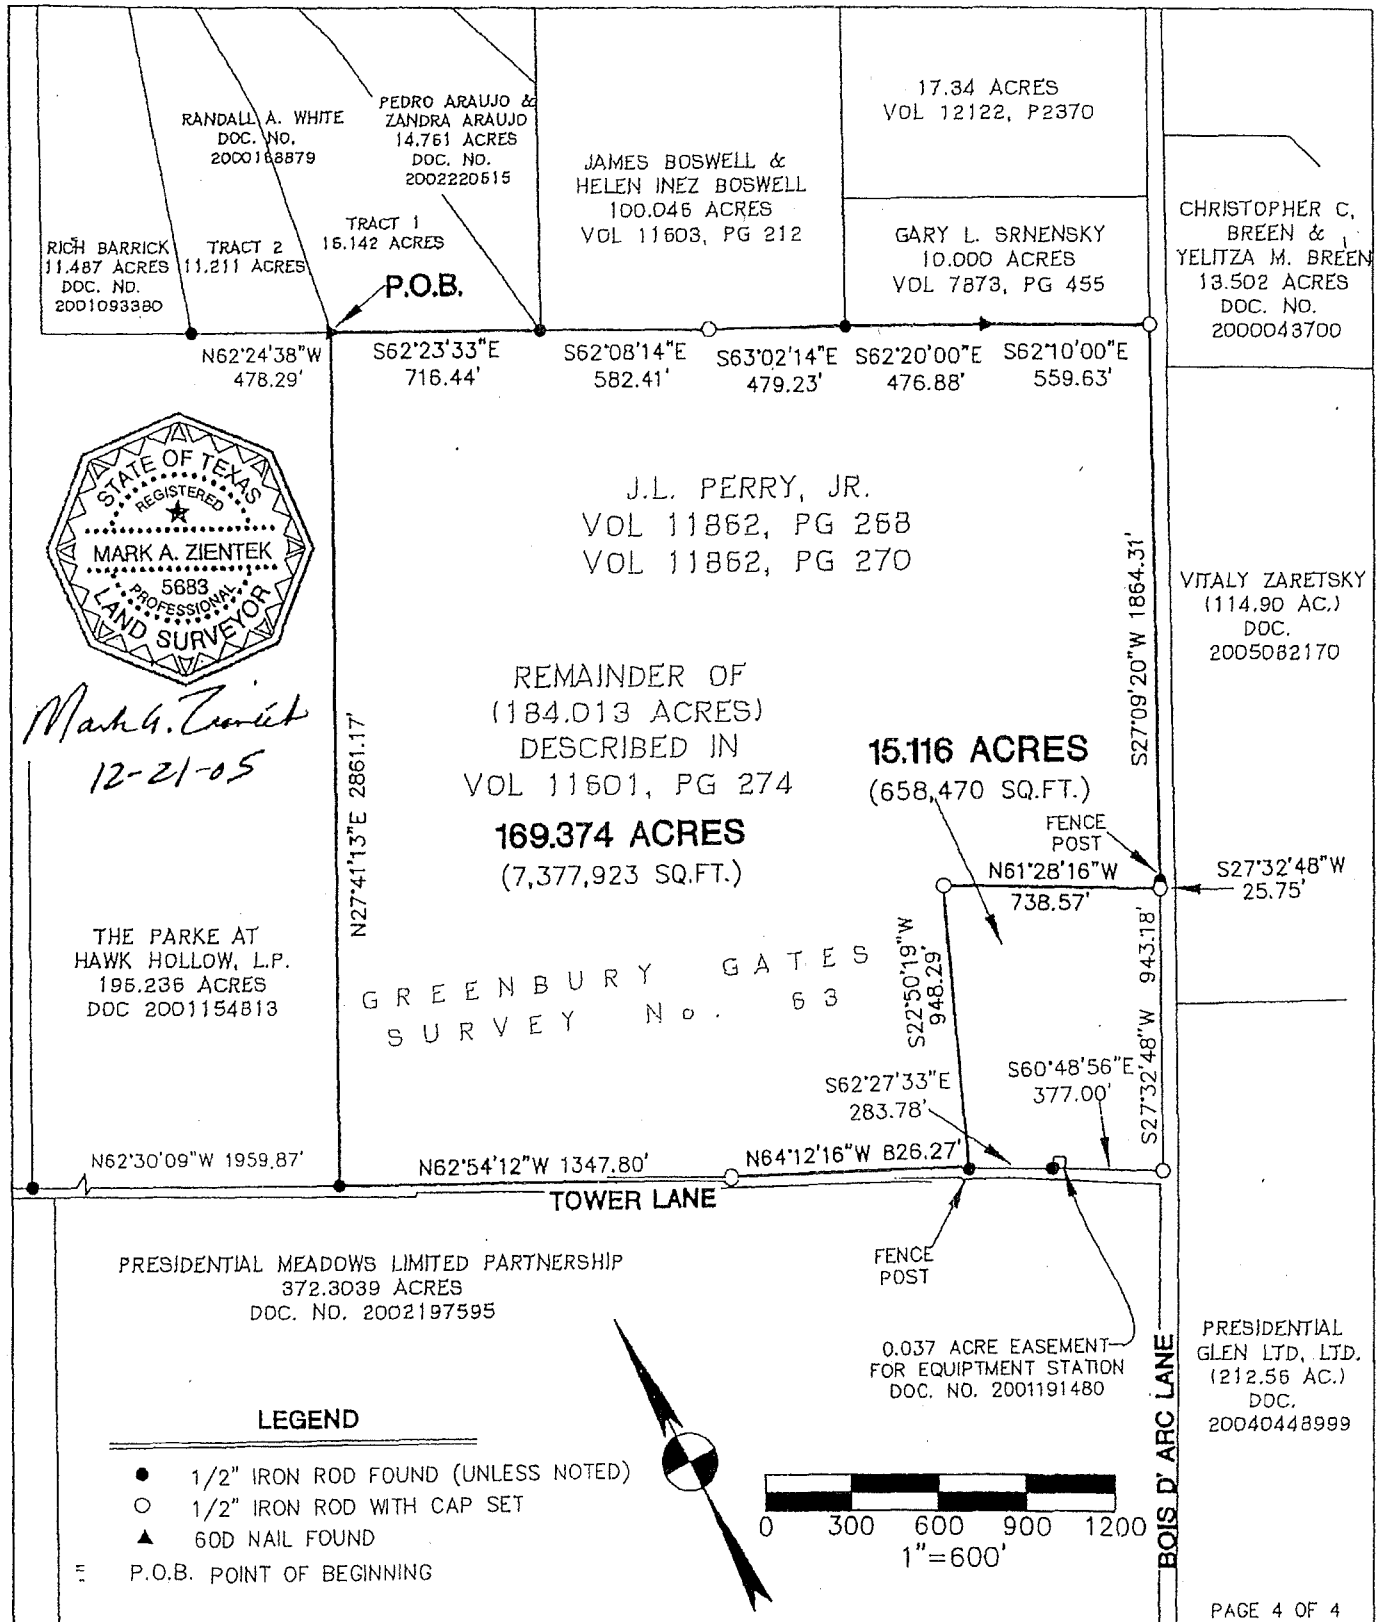 17.34 ACRES
VOL 12122, P2370
RANDALL A. WHITE
DOC. NO.
2000168879
PEDRO ARAUJO &
ZANDRA ARAUJO
14.761 ACRES
DOC. NO.
2002220615
JAMES BOSWELL &
HELEN INEZ BOSWELL
100.046 ACRES
VOL 11603, PG 212
GARY L. SRNENSKY
10.000 ACRES
VOL 7873, PG 455
CHRISTOPHER C,
BREEN &
YELITZA M. BREEN
13.502 ACRES
DOC. NO.
2000043700
RICH BARRICK
11.487 ACRES
DOC. NO.
2001093380
TRACT 2
11.211 ACRES
TRACT 1
16.142 ACRES
P.O.B.
N62°24'38"W
478.29'
S62°23'33"E
716.44'
S62°08'14"E
582.41'
S63°02'14"E
479.23'
S62°20'00"E
476.88'
S62°10'00"E
559.63'
STATE OF TEXAS
REGISTERED
MARK A. ZIENTEK
5683
PROFESSIONAL
LAND SURVEYOR
Mark A. Zientek
12-21-05
J.L. PERRY, JR.
VOL 11862, PG 268
VOL 11862, PG 270
S27°09'20"W 1864.31'
VITALY ZARETSKY
(114.90 AC.)
DOC.
2005082170
REMAINDER OF
(184.013 ACRES)
DESCRIBED IN
VOL 11601, PG 274
169.374 ACRES
(7,377,923 SQ.FT.)
N27°41'13"E 2861.17'
15.116 ACRES
(658,470 SQ.FT.)
FENCE
POST
N61°28'16"W
738.57'
S27°32'48"W
25.75'
S22°50'19"W
948.29'
S27°32'48"W 943.18'
THE PARKE AT
HAWK HOLLOW, L.P.
196.236 ACRES
DOC 2001154813
GREENBURY GATES
SURVEY No. 63
S62°27'33"E
283.78'
S60°48'56"E
377.00'
N62°30'09"W 1959.87'
N62°54'12"W 1347.80'
N64°12'16"W 826.27'
TOWER LANE
FENCE
POST
PRESIDENTIAL MEADOWS LIMITED PARTNERSHIP
372.3039 ACRES
DOC. NO. 2002197595
0.037 ACRE EASEMENT
FOR EQUIPTMENT STATION
DOC. NO. 2001191480
BOIS D' ARC LANE
PRESIDENTIAL
GLEN LTD, LTD.
(212.56 AC.)
DOC.
20040448999
LEGEND
1/2" IRON ROD FOUND (UNLESS NOTED)
1/2" IRON ROD WITH CAP SET
60D NAIL FOUND
P.O.B. POINT OF BEGINNING
0 300 600 900 1200
1"=600'
PAGE 4 OF 4